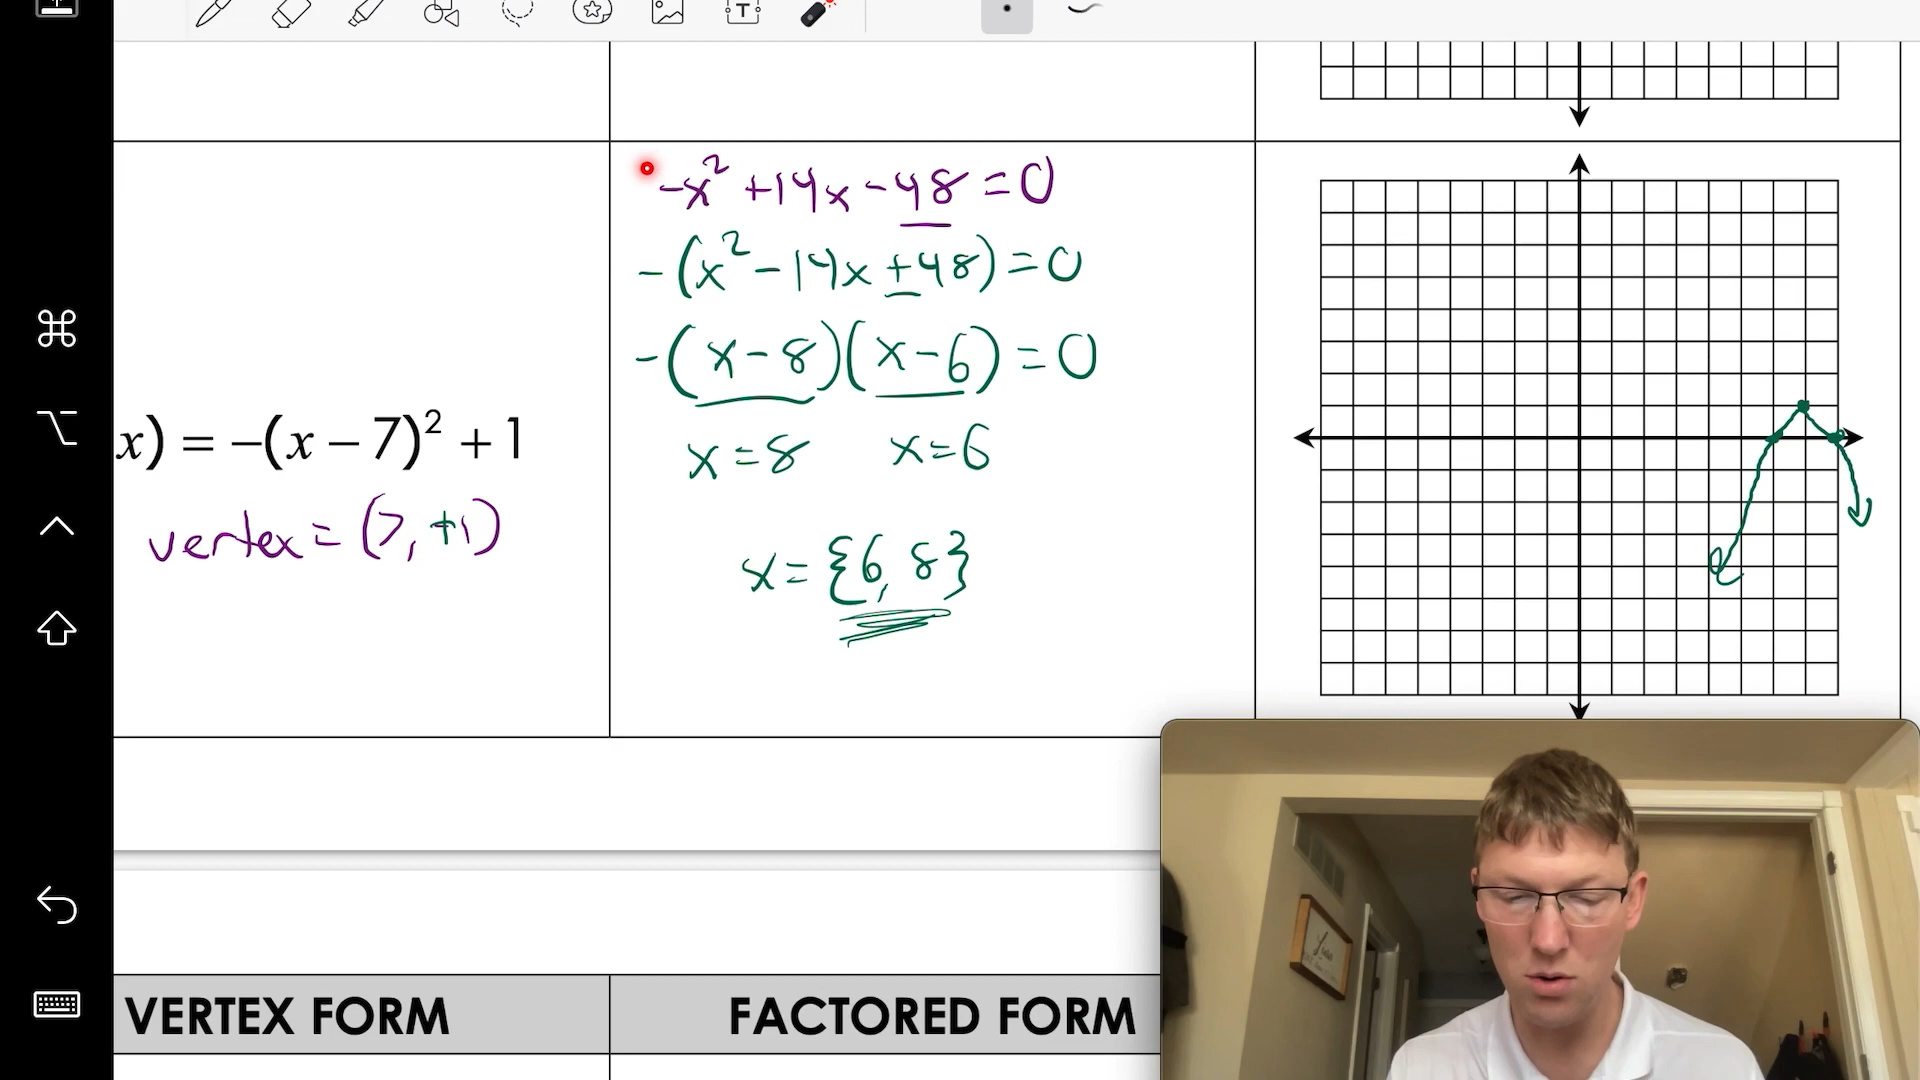 -x² +14x -48 = 0
-(x² - 14x +48) = 0
-(x-8)(x-6) = 0
x = 8 x = 6
x = {6, 8}
x) = -(x - 7)² + 1
vertex = (7, +1)
T
VERTEX FORM
FACTORED FORM